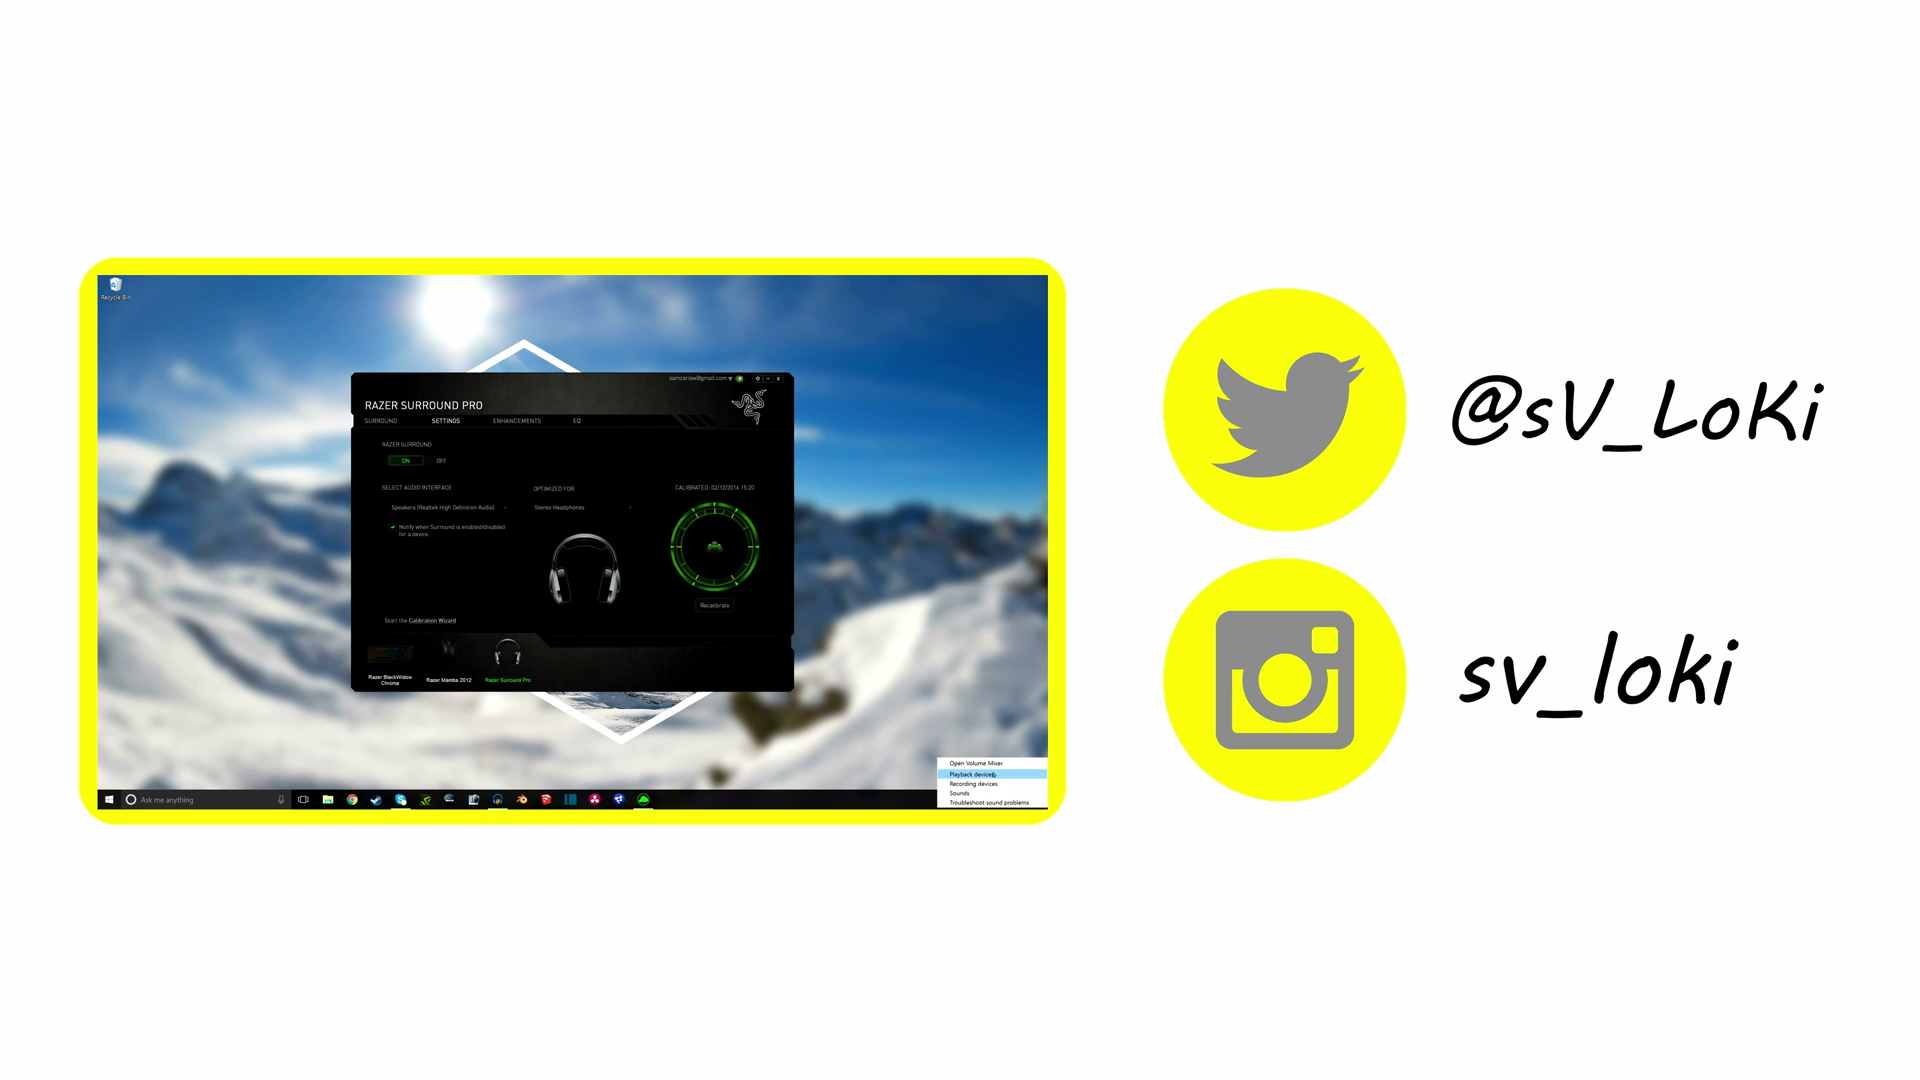 Recycle Bin
samzarisw@gmail.com
RAZER SURROUND PRO
SURROUND SETTINGS ENHANCEMENTS EQ
RAZER SURROUND
ON OFF
SELECT AUDIO INTERFACE
OPTIMIZED FOR
CALIBRATED: 02/12/2016 15:20
Speakers (Realtek High Definition Audio)
Stereo Headphones
Notify when Surround is enabled/disabled
for a device.
Recalibrate
Start the Calibration Wizard
Razer BlackWidow
Chroma
Razer Mamba 2012
Razer Surround Pro
Open Volume Mixer
Playback devices
Recording devices
Sounds
Troubleshoot sound problems
Ask me anything
@sV_LoKi
sv_loki